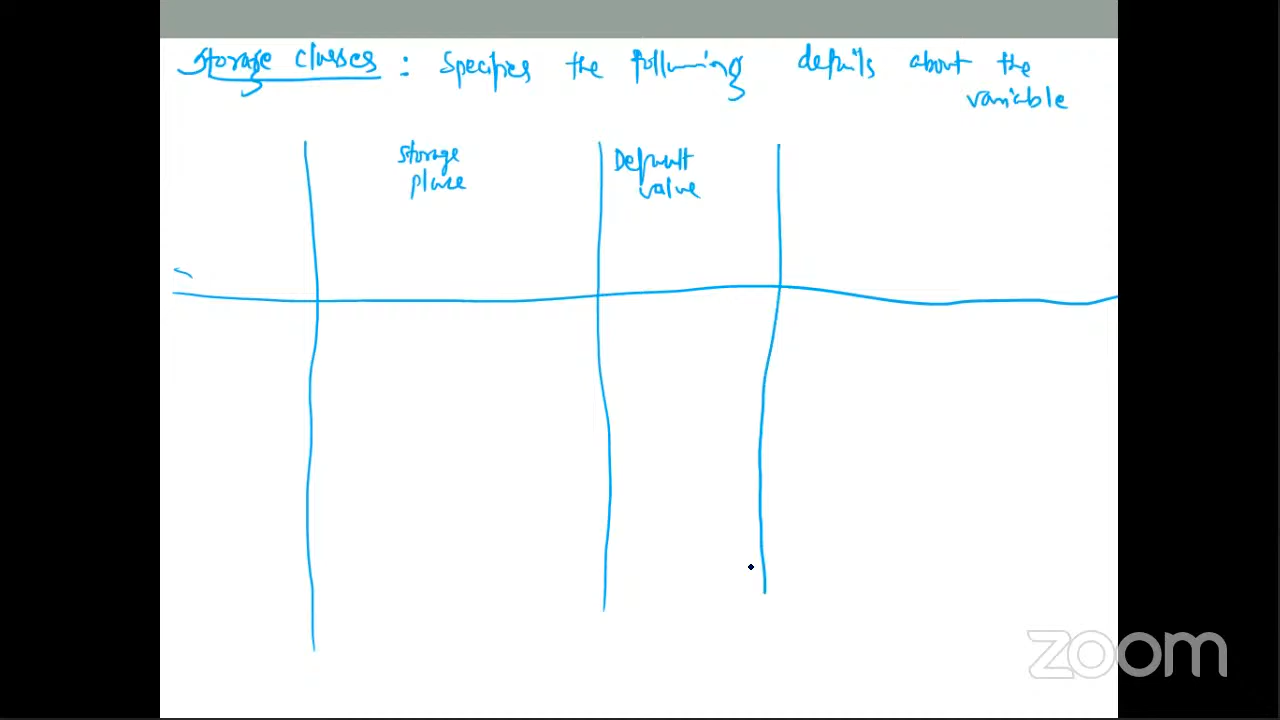 Storage classes : Specifies the following details about the
variable
Storage
place
Default
value
zoom